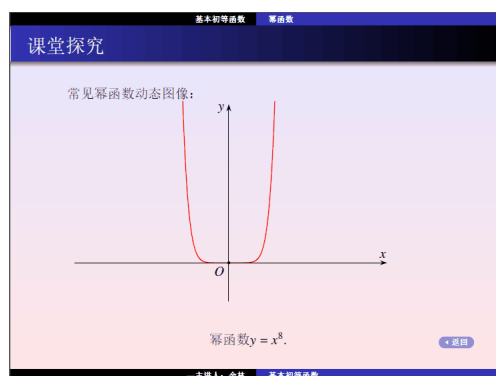 基本初等函数 幂函数
课堂探究
常见幂函数动态图像：
y
x
O
幂函数y = x⁸.
返回
基本初等函数